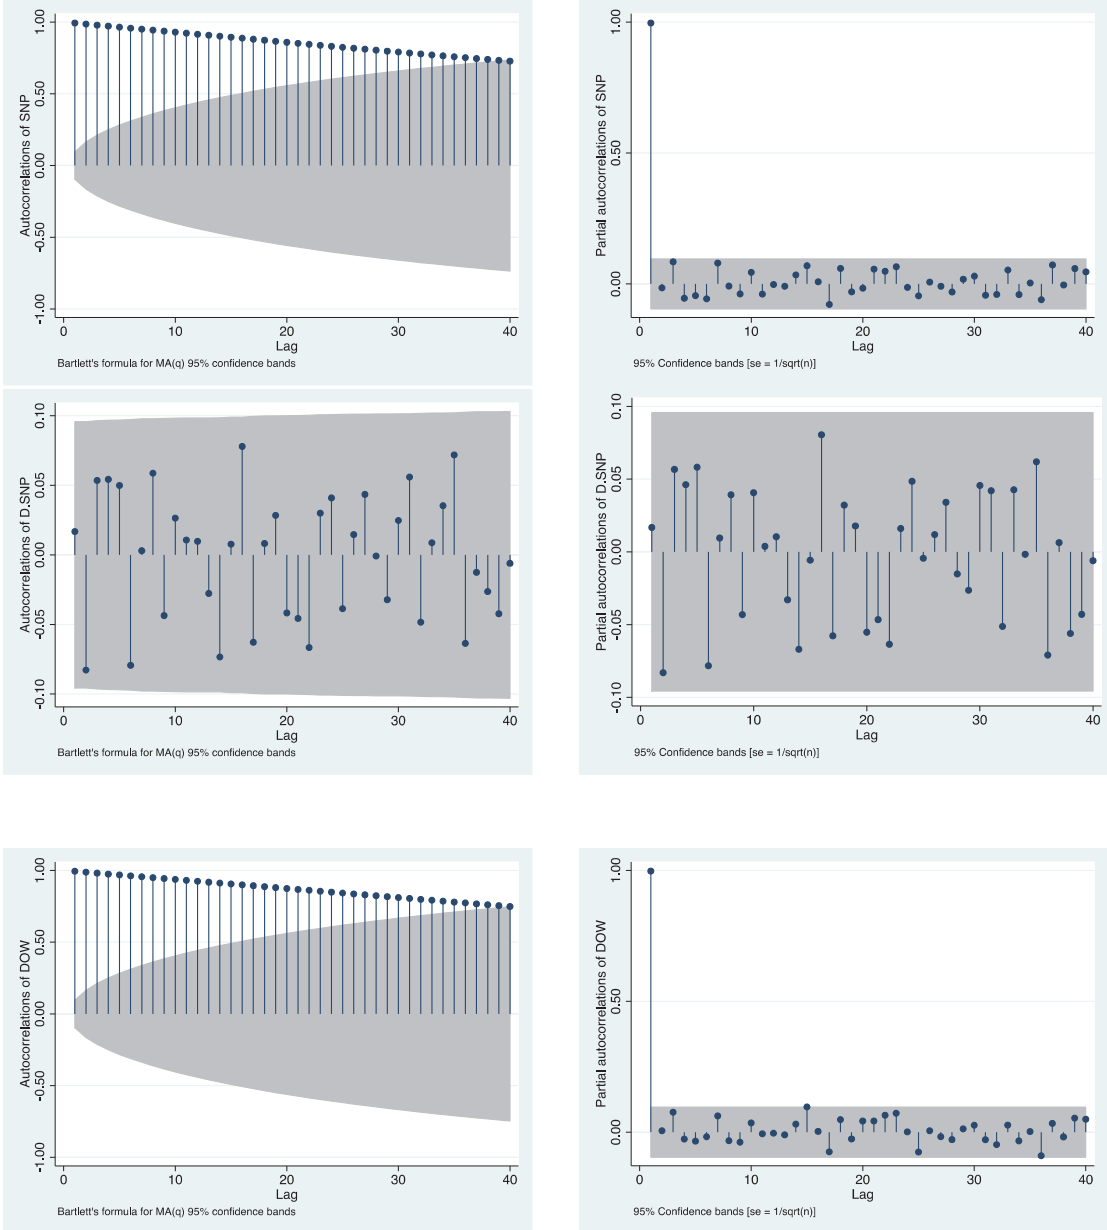 Autocorrelations of SNP
1.00
0.50
0.00
-0.50
-1.00
0 10 20 30 40
Lag
Bartlett's formula for MA(q) 95% confidence bands
Partial autocorrelations of SNP
1.00
0.50
0.00
0 10 20 30 40
Lag
95% Confidence bands [se = 1/sqrt(n)]
Autocorrelations of D.SNP
0.10
0.05
0.00
-0.05
-0.10
0 10 20 30 40
Lag
Bartlett's formula for MA(q) 95% confidence bands
Partial autocorrelations of D.SNP
0.10
0.05
0.00
-0.05
-0.10
0 10 20 30 40
Lag
95% Confidence bands [se = 1/sqrt(n)]
Autocorrelations of DOW
1.00
0.50
0.00
-0.50
-1.00
0 10 20 30 40
Lag
Bartlett's formula for MA(q) 95% confidence bands
Partial autocorrelations of DOW
1.00
0.50
0.00
0 10 20 30 40
Lag
95% Confidence bands [se = 1/sqrt(n)]